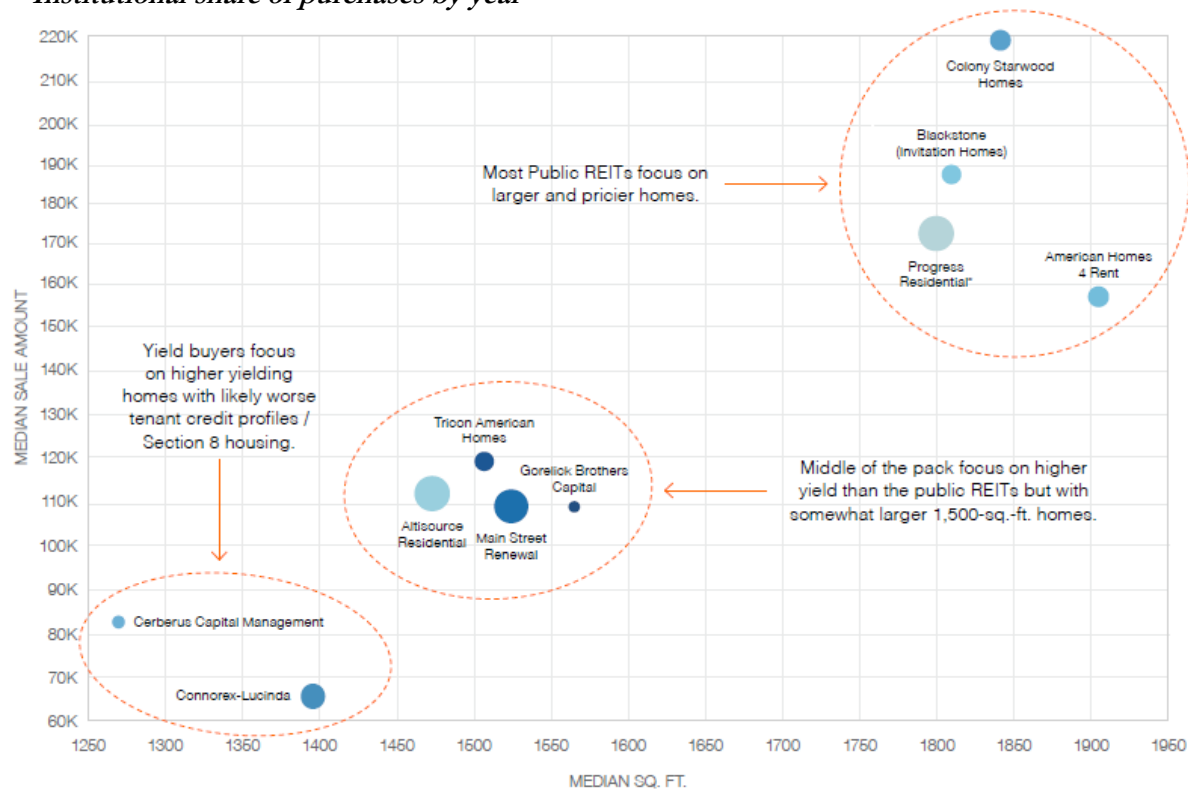 Institutional share of purchases by year
220K
210K
200K
190K
180K
170K
160K
150K
140K
130K
120K
110K
100K
90K
80K
70K
60K
MEDIAN SALE AMOUNT
Colony Starwood
Homes
Blackstone
(Invitation Homes)
Most Public REITs focus on
larger and pricier homes.
Progress
Residential*
American Homes
4 Rent
Yield buyers focus
on higher yielding
homes with likely worse
tenant credit profiles /
Section 8 housing.
Tricon American
Homes
Gorelick Brothers
Capital
Altisource
Residential
Main Street
Renewal
Middle of the pack focus on higher
yield than the public REITs but with
somewhat larger 1,500-sq.-ft. homes.
Cerberus Capital Management
Connorex-Lucinda
1250 1300 1350 1400 1450 1500 1550 1600 1650 1700 1750 1800 1850 1900 1950
MEDIAN SQ. FT.